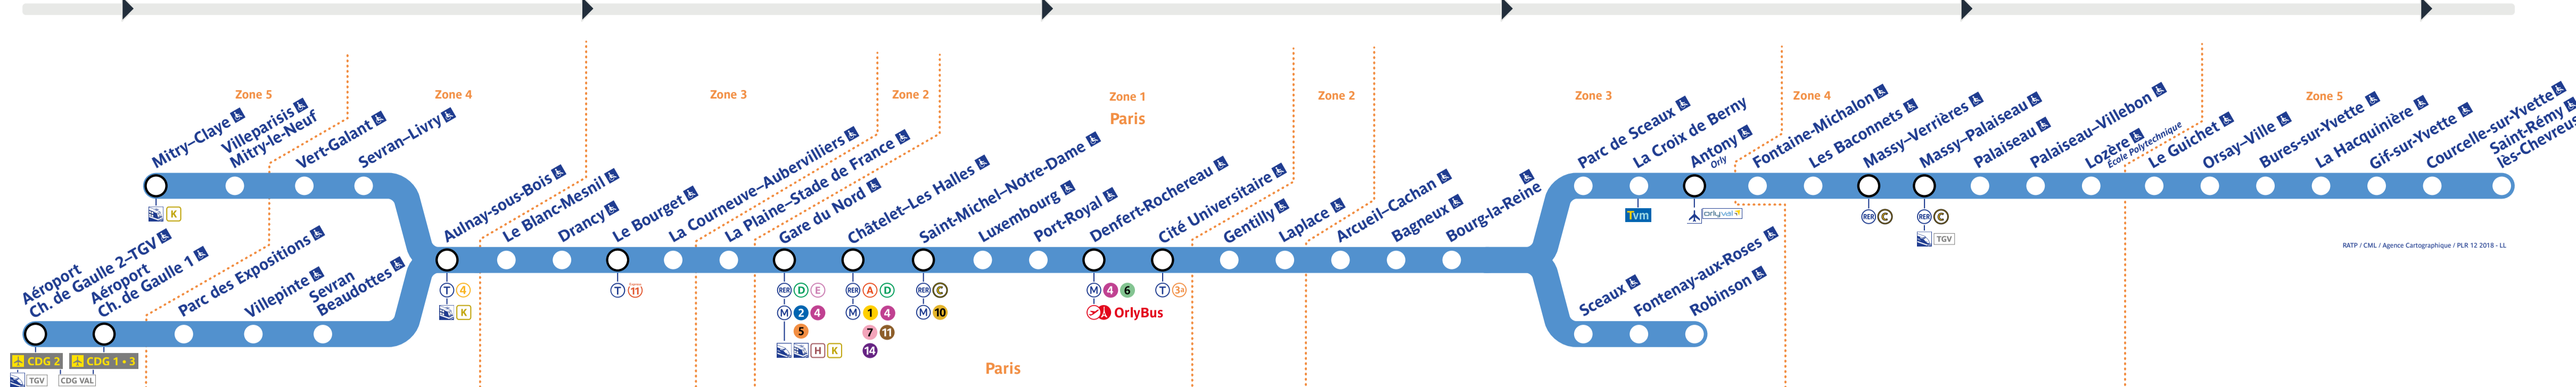 Zone 5
Zone 4
Zone 3
Zone 2
Zone 1
Paris
Zone 2
Zone 3
Zone 4
Zone 5
Mitry–Claye
Villeparisis
Mitry-le-Neuf
Vert-Galant
Sevran–Livry
K
Aéroport
Ch. de Gaulle 2–TGV
Aéroport
Ch. de Gaulle 1
Parc des Expositions
Villepinte
Sevran
Beaudottes
CDG 2
CDG 1 • 3
TGV
CDG VAL
Aulnay-sous-Bois
T 4
K
Le Blanc-Mesnil
Drancy
Le Bourget
T 11
La Courneuve–Aubervilliers
La Plaine–Stade de France
Gare du Nord
RER D E
M 2 4
5
H K
Châtelet–Les Halles
RER A D
M 1 4
7 11
14
Saint-Michel–Notre-Dame
RER C
M 10
Luxembourg
Port-Royal
Denfert-Rochereau
M 4 6
OrlyBus
Cité Universitaire
T 3a
Paris
Gentilly
Laplace
Arcueil–Cachan
Bagneux
Bourg-la-Reine
Parc de Sceaux
La Croix de Berny
Tvm
Antony
Orly
orlyval
Fontaine-Michalon
Les Baconnets
Massy–Verrières
RER C
Massy–Palaiseau
RER C
TGV
Palaiseau
Palaiseau–Villebon
Lozère
École Polytechnique
Le Guichet
Orsay–Ville
Bures-sur-Yvette
La Hacquinière
Gif-sur-Yvette
Courcelle-sur-Yvette
Saint-Rémy
lès-Chevreuse
Sceaux
Fontenay-aux-Roses
Robinson
RATP / CML / Agence Cartographique / PLR 12 2018 - LL